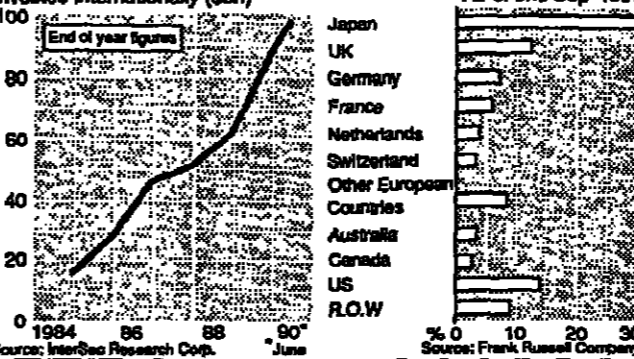 Internationally ($bn)
100
End of year figures
80
60
40
20
0
1984 86 88 90*
Source: InterSec Research Corp.
*June
Japan
UK
Germany
France
Netherlands
Switzerland
Other European
Countries
Australia
Canada
US
R.O.W
% 0 10 20
Source: Frank Russell Company